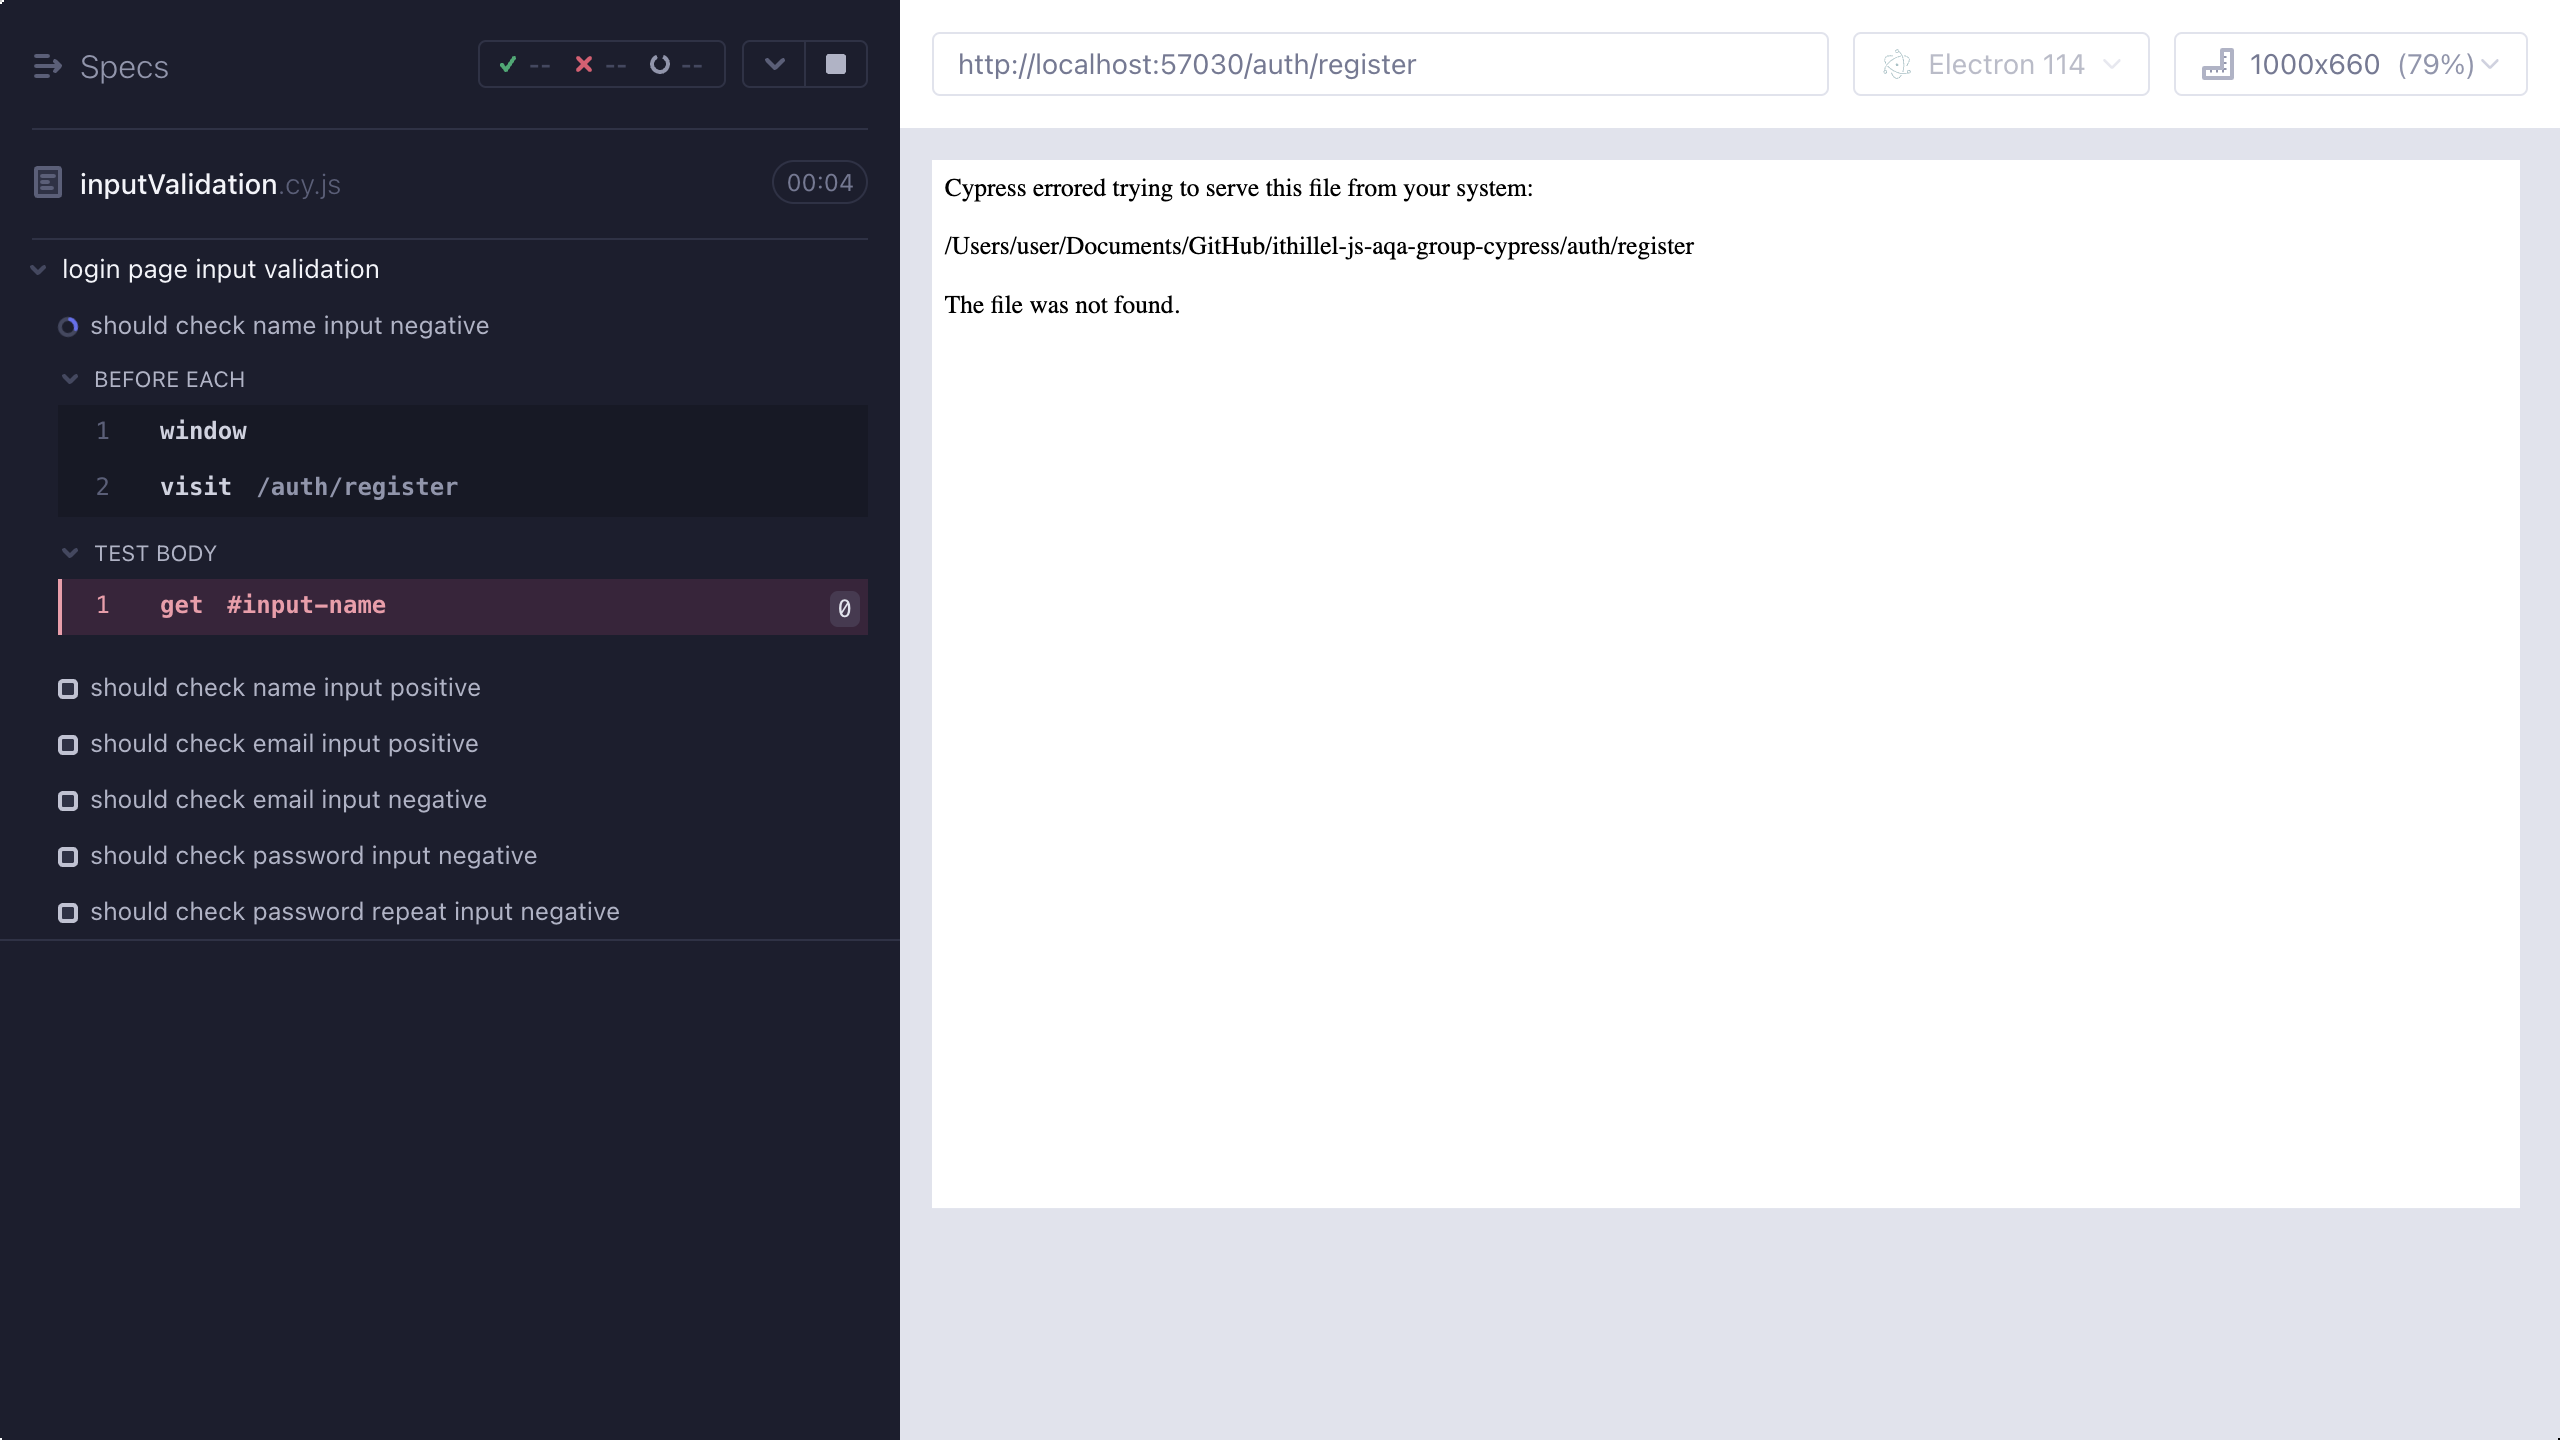 Specs
-- -- --
inputValidation.cy.js
00:04
login page input validation
should check name input negative
BEFORE EACH
1 window
2 visit /auth/register
TEST BODY
1 get #input-name 0
should check name input positive
should check email input positive
should check email input negative
should check password input negative
should check password repeat input negative
http://localhost:57030/auth/register
Electron 114
1000x660 (79%)
Cypress errored trying to serve this file from your system:
/Users/user/Documents/GitHub/ithillel-js-aqa-group-cypress/auth/register
The file was not found.